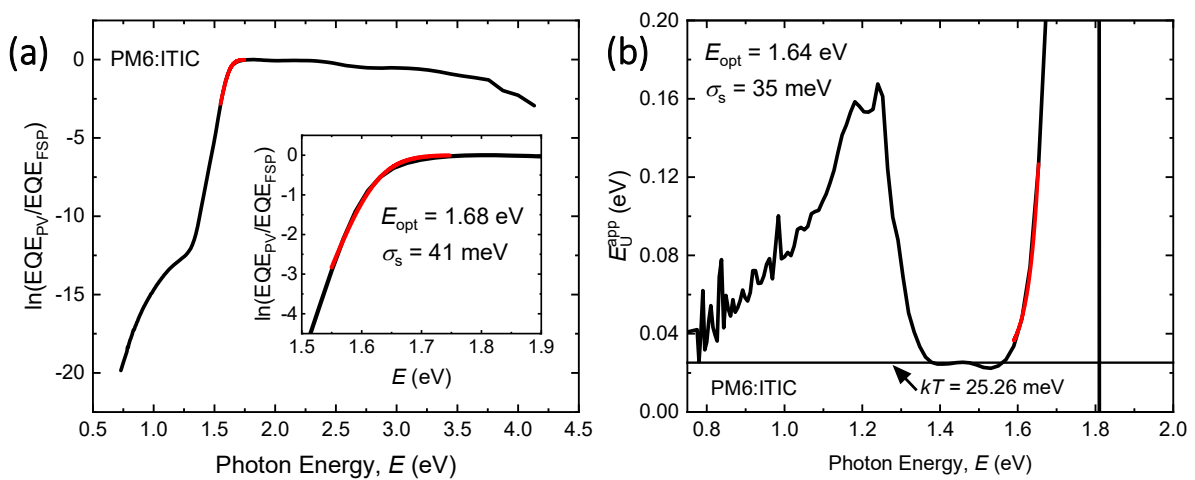 (a)
PM6:ITIC
ln(EQE_PV/EQE_FSP)
0
-5
-10
-15
-20
0.5 1.0 1.5 2.0 2.5 3.0 3.5 4.0 4.5
Photon Energy, E (eV)
ln(EQE_PV/EQE_FSP)
0
-1
-2
-3
-4
E_opt = 1.68 eV
σ_s = 41 meV
1.5 1.6 1.7 1.8 1.9
E (eV)
(b)
E_opt = 1.64 eV
σ_s = 35 meV
E_U^app (eV)
0.20
0.16
0.12
0.08
0.04
0.00
kT = 25.26 meV
PM6:ITIC
0.8 1.0 1.2 1.4 1.6 1.8 2.0
Photon Energy, E (eV)